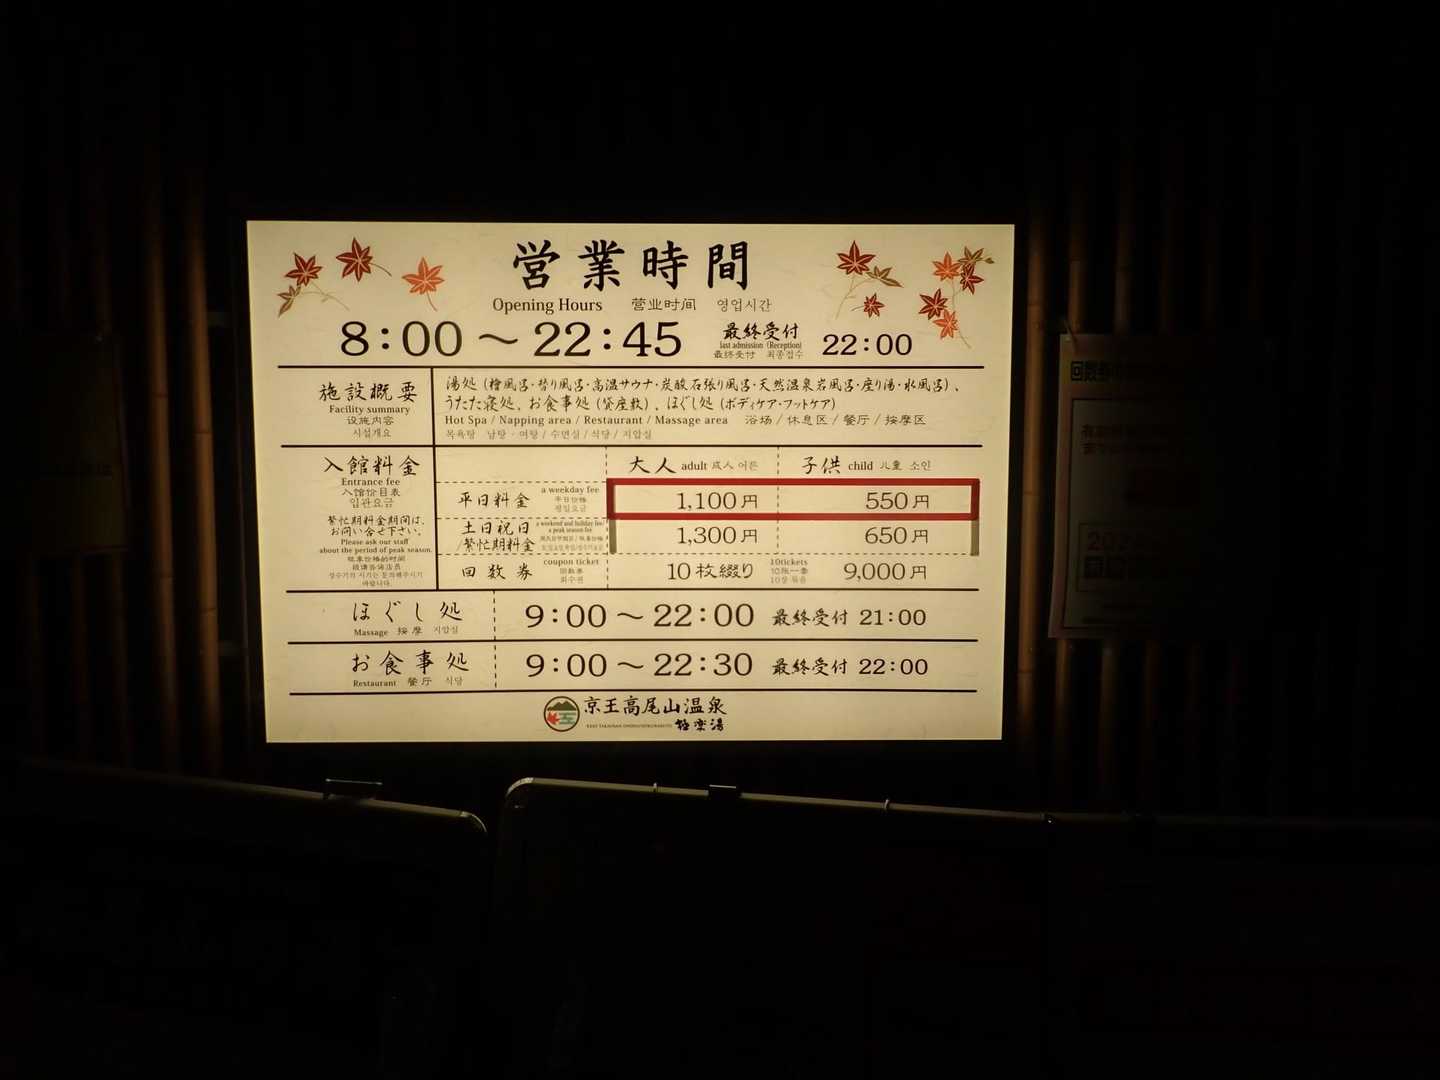 営業時間
Opening Hours 营业时间 영업시간
8:00～22:45 最終受付 22:00
last admission (Reception)
最終受付 최종접수
施設概要
Facility summary
设施内容
시설개요
湯処(檜風呂・替り風呂・高温サウナ・炭酸石張り風呂・天然温泉岩風呂・座り湯・水風呂)、
うたた寝処、お食事処(貸座敷)、ほぐし処(ボディケア・フットケア)
Hot Spa / Napping area / Restaurant / Massage area 浴场 / 休息区 / 餐厅 / 按摩区
목욕탕 남탕・여탕 / 수면실 / 식당 / 지압실
入館料金
Entrance fee
入馆价目表
입관요금
繁忙期料金期間は、
お問い合せ下さい。
Please ask our staff
about the period of peak season.
大人 adult 成人 어른 子供 child 儿童 소인
平日料金 a weekday fee 1,100円 550円
平日价格
평일요금
土日祝日 a weekend and holiday fee/
/繁忙期料金 a peak season fee 1,300円 650円
回数券 coupon ticket 10枚綴り 10tickets 9,000円
回数券
회수권
ほぐし処 9:00～22:00 最終受付 21:00
Massage 按摩 지압실
お食事処 9:00～22:30 最終受付 22:00
Restaurant 餐厅 식당
京王高尾山温泉
極楽湯